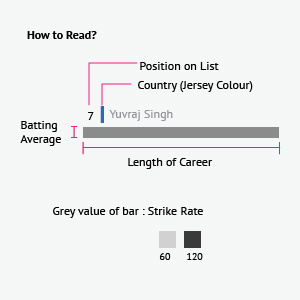 How to Read?
Position on List
Country (Jersey Colour)
7 Yuvraj Singh
Batting
Average
Length of Career
Grey value of bar : Strike Rate
60 120